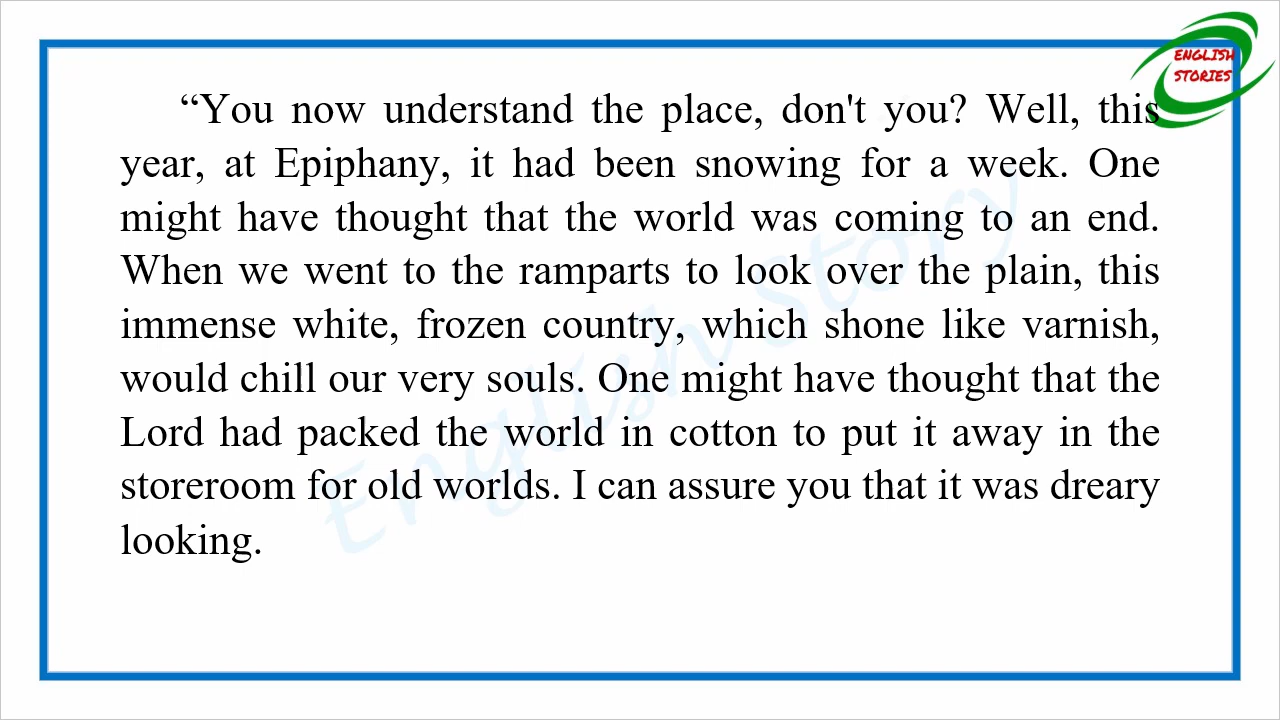 ENGLISH
STORIES
“You now understand the place, don't you? Well, this
year, at Epiphany, it had been snowing for a week. One
might have thought that the world was coming to an end.
When we went to the ramparts to look over the plain, this
immense white, frozen country, which shone like varnish,
would chill our very souls. One might have thought that the
Lord had packed the world in cotton to put it away in the
storeroom for old worlds. I can assure you that it was dreary
looking.
English Story